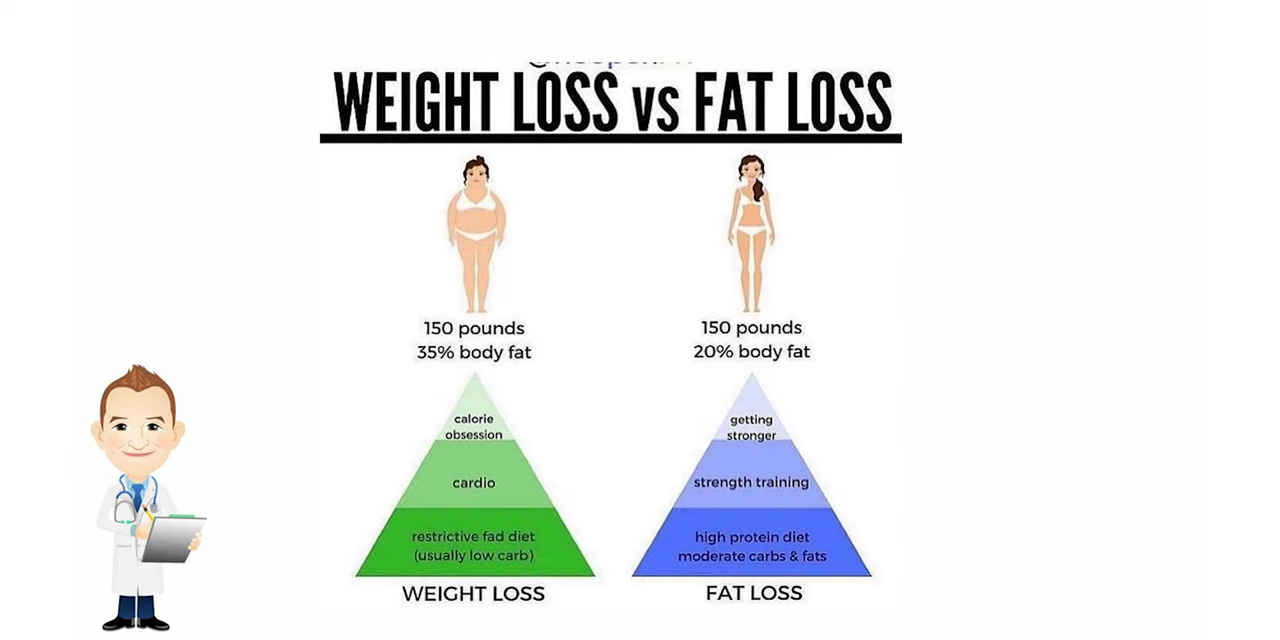 WEIGHT LOSS vs FAT LOSS
150 pounds
35% body fat
150 pounds
20% body fat
calorie
obsession
cardio
restrictive fad diet
(usually low carb)
WEIGHT LOSS
getting
stronger
strength training
high protein diet
moderate carbs & fats
FAT LOSS